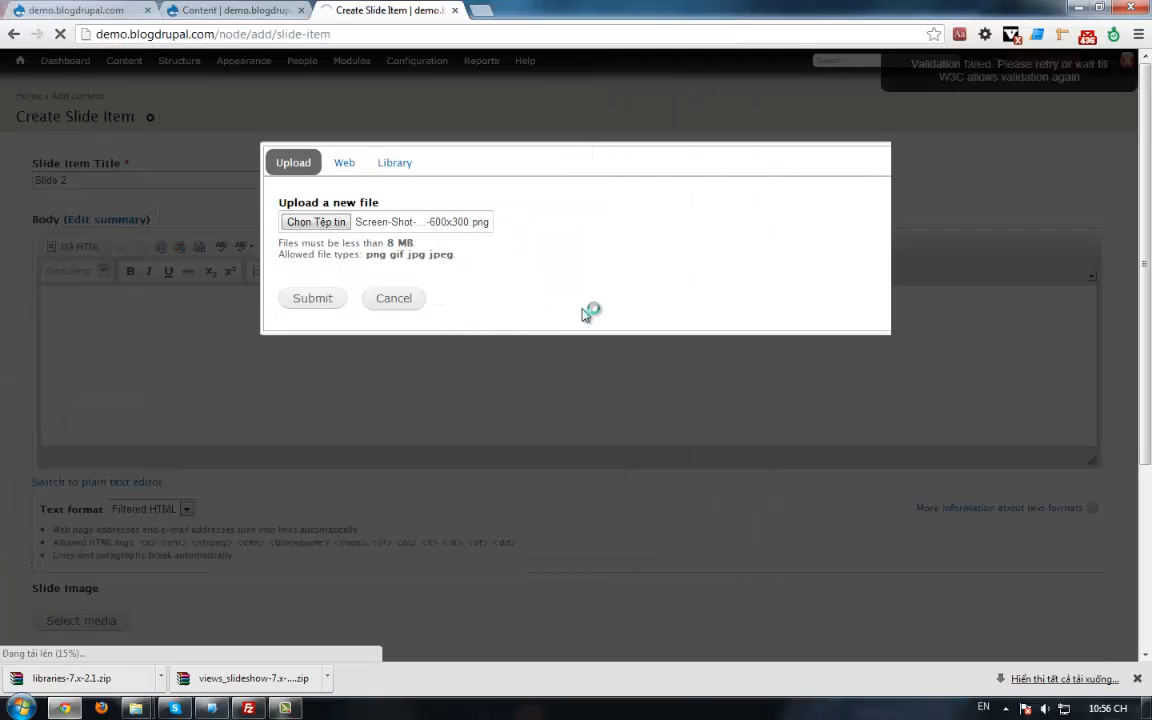 demo.blogdrupal.com
Content | demo.blogdrup
Create Slide Item | demo.b
demo.blogdrupal.com/node/add/slide-item
436
Dashboard Content Structure Appearance People Modules Configuration Reports Help
Search
Validation failed. Please retry or wait till
W3C allows validation again
Home » Add content
Create Slide Item
Slide Item Title *
Slide 2
Upload Web Library
Upload a new file
Chọn Tệp tin Screen-Shot-...-600x300.png
Files must be less than 8 MB.
Allowed file types: png gif jpg jpeg.
Submit Cancel
Body (Edit summary)
Mã HTML
B I U
Switch to plain text editor
Text format Filtered HTML
More information about text formats
Web page addresses and e-mail addresses turn into links automatically.
Allowed HTML tags: <a> <em> <strong> <cite> <blockquote> <code> <ul> <ol> <li> <dl> <dt> <dd>
Lines and paragraphs break automatically.
Slide Image
Select media
Đang tải lên (15%)...
libraries-7.x-2.1.zip
views_slideshow-7.x-....zip
Hiển thị tất cả tải xuống...
EN
10:56 CH